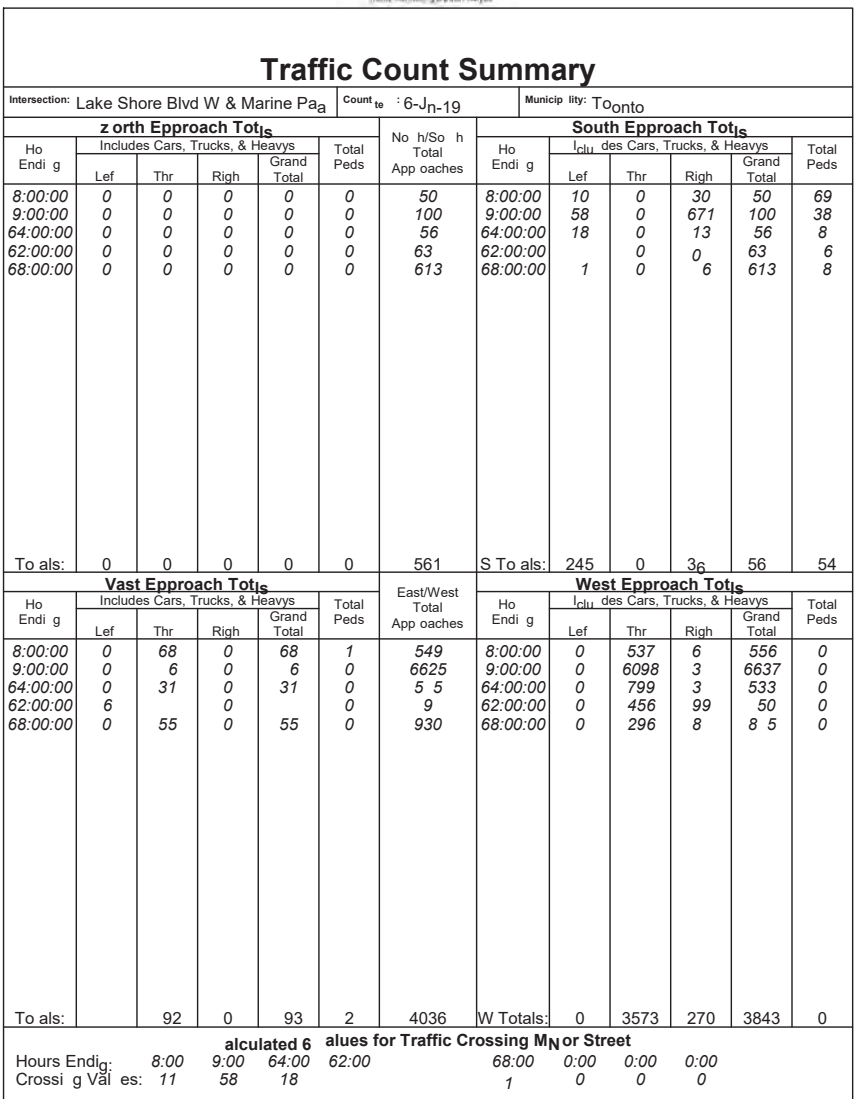 Traffic Count Summary
Intersection: Lake Shore Blvd W & Marine Paa Count te : 6-Jn-19 Municip lity: Toonto
z orth Epproach Totls No h/So h Total App oaches South Epproach Totls
Ho Endi g Includes Cars, Trucks, & Heavys Total Peds Ho Endi g Iclu des Cars, Trucks, & Heavys Total Peds
Lef Thr Righ Grand Total Lef Thr Righ Grand Total
8:00:00 0 0 0 0 0 50 8:00:00 10 0 30 50 69
9:00:00 0 0 0 0 0 100 9:00:00 58 0 671 100 38
64:00:00 0 0 0 0 0 56 64:00:00 18 0 13 56 8
62:00:00 0 0 0 0 0 63 62:00:00 0 0 63 6
68:00:00 0 0 0 0 0 613 68:00:00 1 0 6 613 8
To als: 0 0 0 0 0 561 S To als: 245 0 36 56 54
Vast Epproach Totls East/West Total App oaches West Epproach Totls
Ho Endi g Includes Cars, Trucks, & Heavys Total Peds Ho Endi g Iclu des Cars, Trucks, & Heavys Total Peds
Lef Thr Righ Grand Total Lef Thr Righ Grand Total
8:00:00 0 68 0 68 1 549 8:00:00 0 537 6 556 0
9:00:00 0 6 0 6 0 6625 9:00:00 0 6098 3 6637 0
64:00:00 0 31 0 31 0 5 5 64:00:00 0 799 3 533 0
62:00:00 6 0 0 0 9 62:00:00 0 456 99 50 0
68:00:00 0 55 0 55 0 930 68:00:00 0 296 8 8 5 0
To als: 92 0 93 2 4036 W Totals: 0 3573 270 3843 0
alculated 6 alues for Traffic Crossing MN or Street
Hours Endig: 8:00 9:00 64:00 62:00 68:00 0:00 0:00 0:00
Crossi g Val es: 11 58 18 1 0 0 0